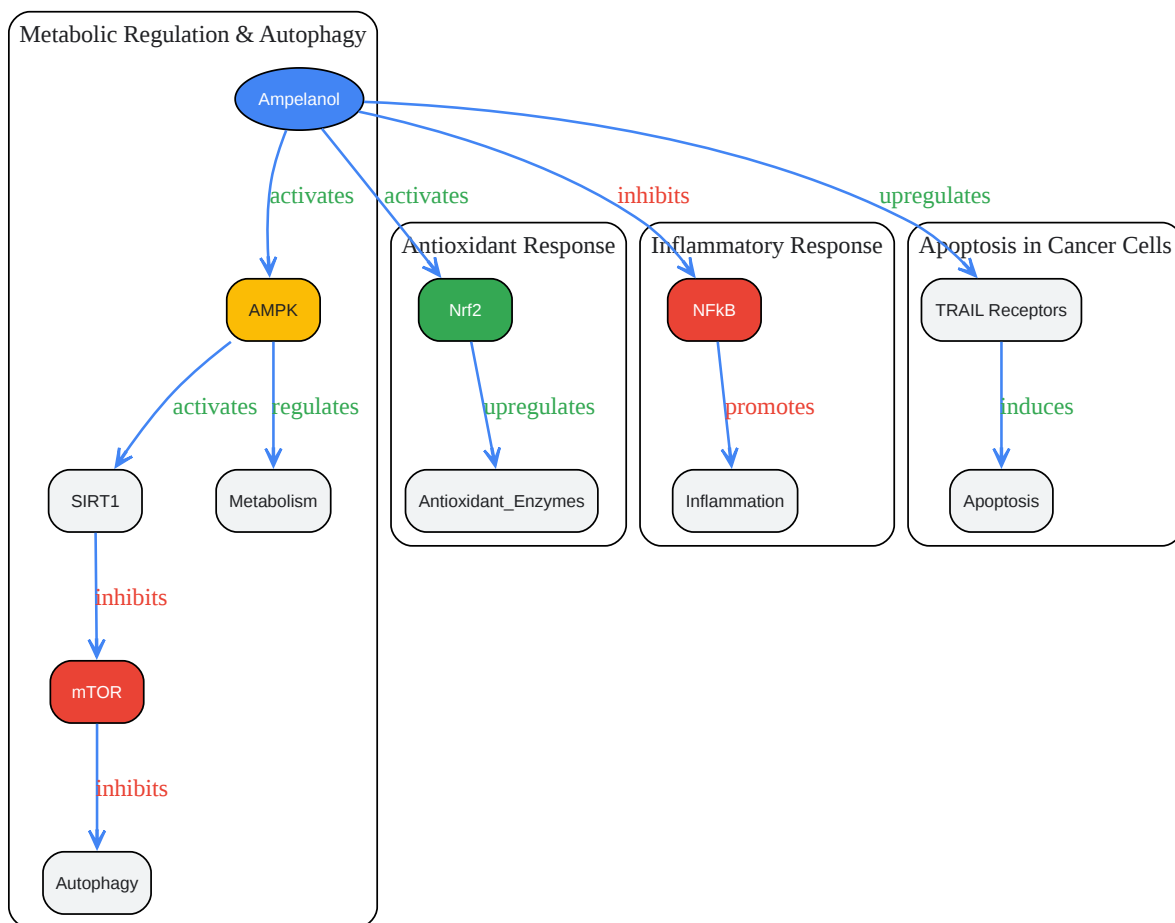 Metabolic Regulation & Autophagy
Ampelanol
activates
activates
inhibits
upregulates
Antioxidant Response
Inflammatory Response
Apoptosis in Cancer Cells
AMPK
Nrf2
NFkB
TRAIL Receptors
activates
regulates
upregulates
promotes
induces
SIRT1
Metabolism
Antioxidant_Enzymes
Inflammation
Apoptosis
inhibits
mTOR
inhibits
Autophagy